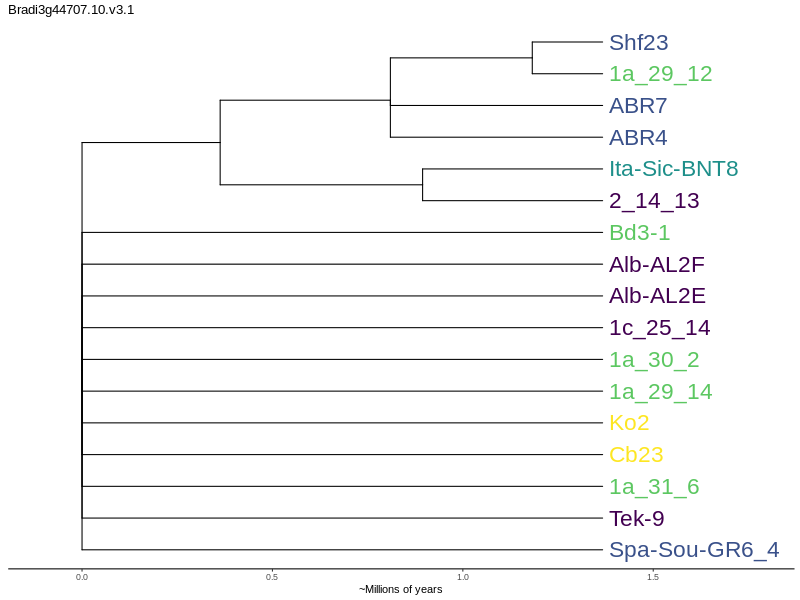 Bradi3g44707.10.v3.1
Shf23
1a_29_12
ABR7
ABR4
Ita-Sic-BNT8
2_14_13
Bd3-1
Alb-AL2F
Alb-AL2E
1c_25_14
1a_30_2
1a_29_14
Ko2
Cb23
1a_31_6
Tek-9
Spa-Sou-GR6_4
0.0 0.5 1.0 1.5
~Millions of years